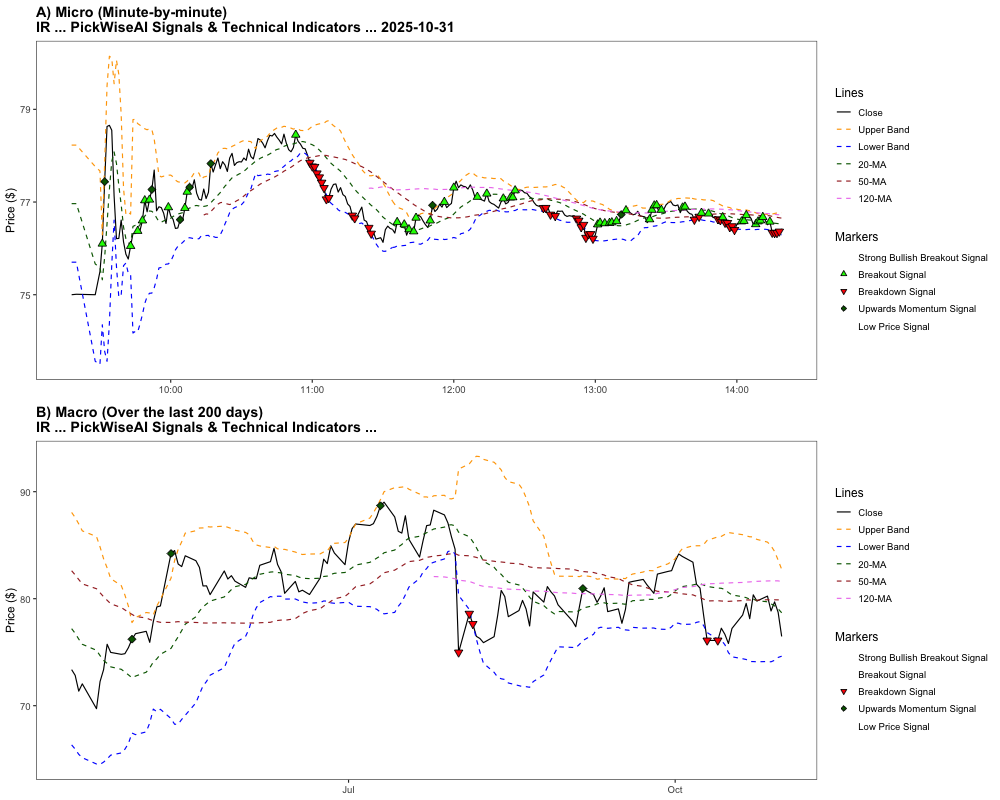 A) Micro (Minute-by-minute)
IR ... PickWiseAI Signals & Technical Indicators ... 2025-10-31
Price ($)
79
77
75
10:00
11:00
12:00
13:00
14:00
Lines
Close
Upper Band
Lower Band
20-MA
50-MA
120-MA
Markers
Strong Bullish Breakout Signal
Breakout Signal
Breakdown Signal
Upwards Momentum Signal
Low Price Signal
B) Macro (Over the last 200 days)
IR ... PickWiseAI Signals & Technical Indicators ...
Price ($)
90
80
70
Jul
Oct
Lines
Close
Upper Band
Lower Band
20-MA
50-MA
120-MA
Markers
Strong Bullish Breakout Signal
Breakout Signal
Breakdown Signal
Upwards Momentum Signal
Low Price Signal